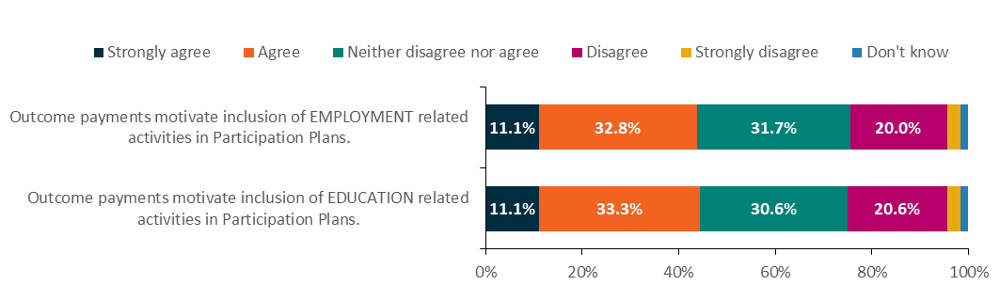 Strongly agree Agree Neither disagree nor agree Disagree Strongly disagree Don't know
Outcome payments motivate inclusion of EMPLOYMENT related
activities in Participation Plans.
11.1% 32.8% 31.7% 20.0%
Outcome payments motivate inclusion of EDUCATION related
activities in Participation Plans.
11.1% 33.3% 30.6% 20.6%
0% 20% 40% 60% 80% 100%